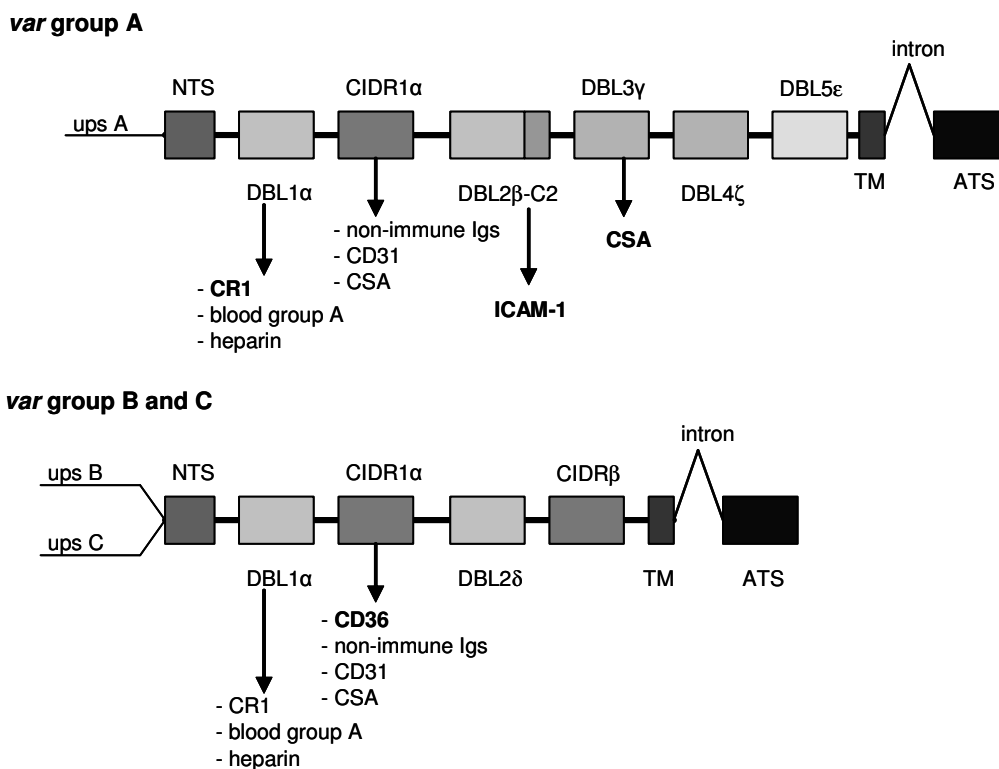 var group A
intron
NTS
CIDR1α
DBL3γ
DBL5ε
ups A
DBL1α
DBL2β-C2
DBL4ζ
TM
ATS
- non-immune Igs
- CD31
- CSA
CSA
- CR1
- blood group A
- heparin
ICAM-1
var group B and C
intron
ups B
NTS
CIDR1α
CIDRβ
ups C
DBL1α
DBL2δ
TM
ATS
- CD36
- non-immune Igs
- CD31
- CSA
- CR1
- blood group A
- heparin